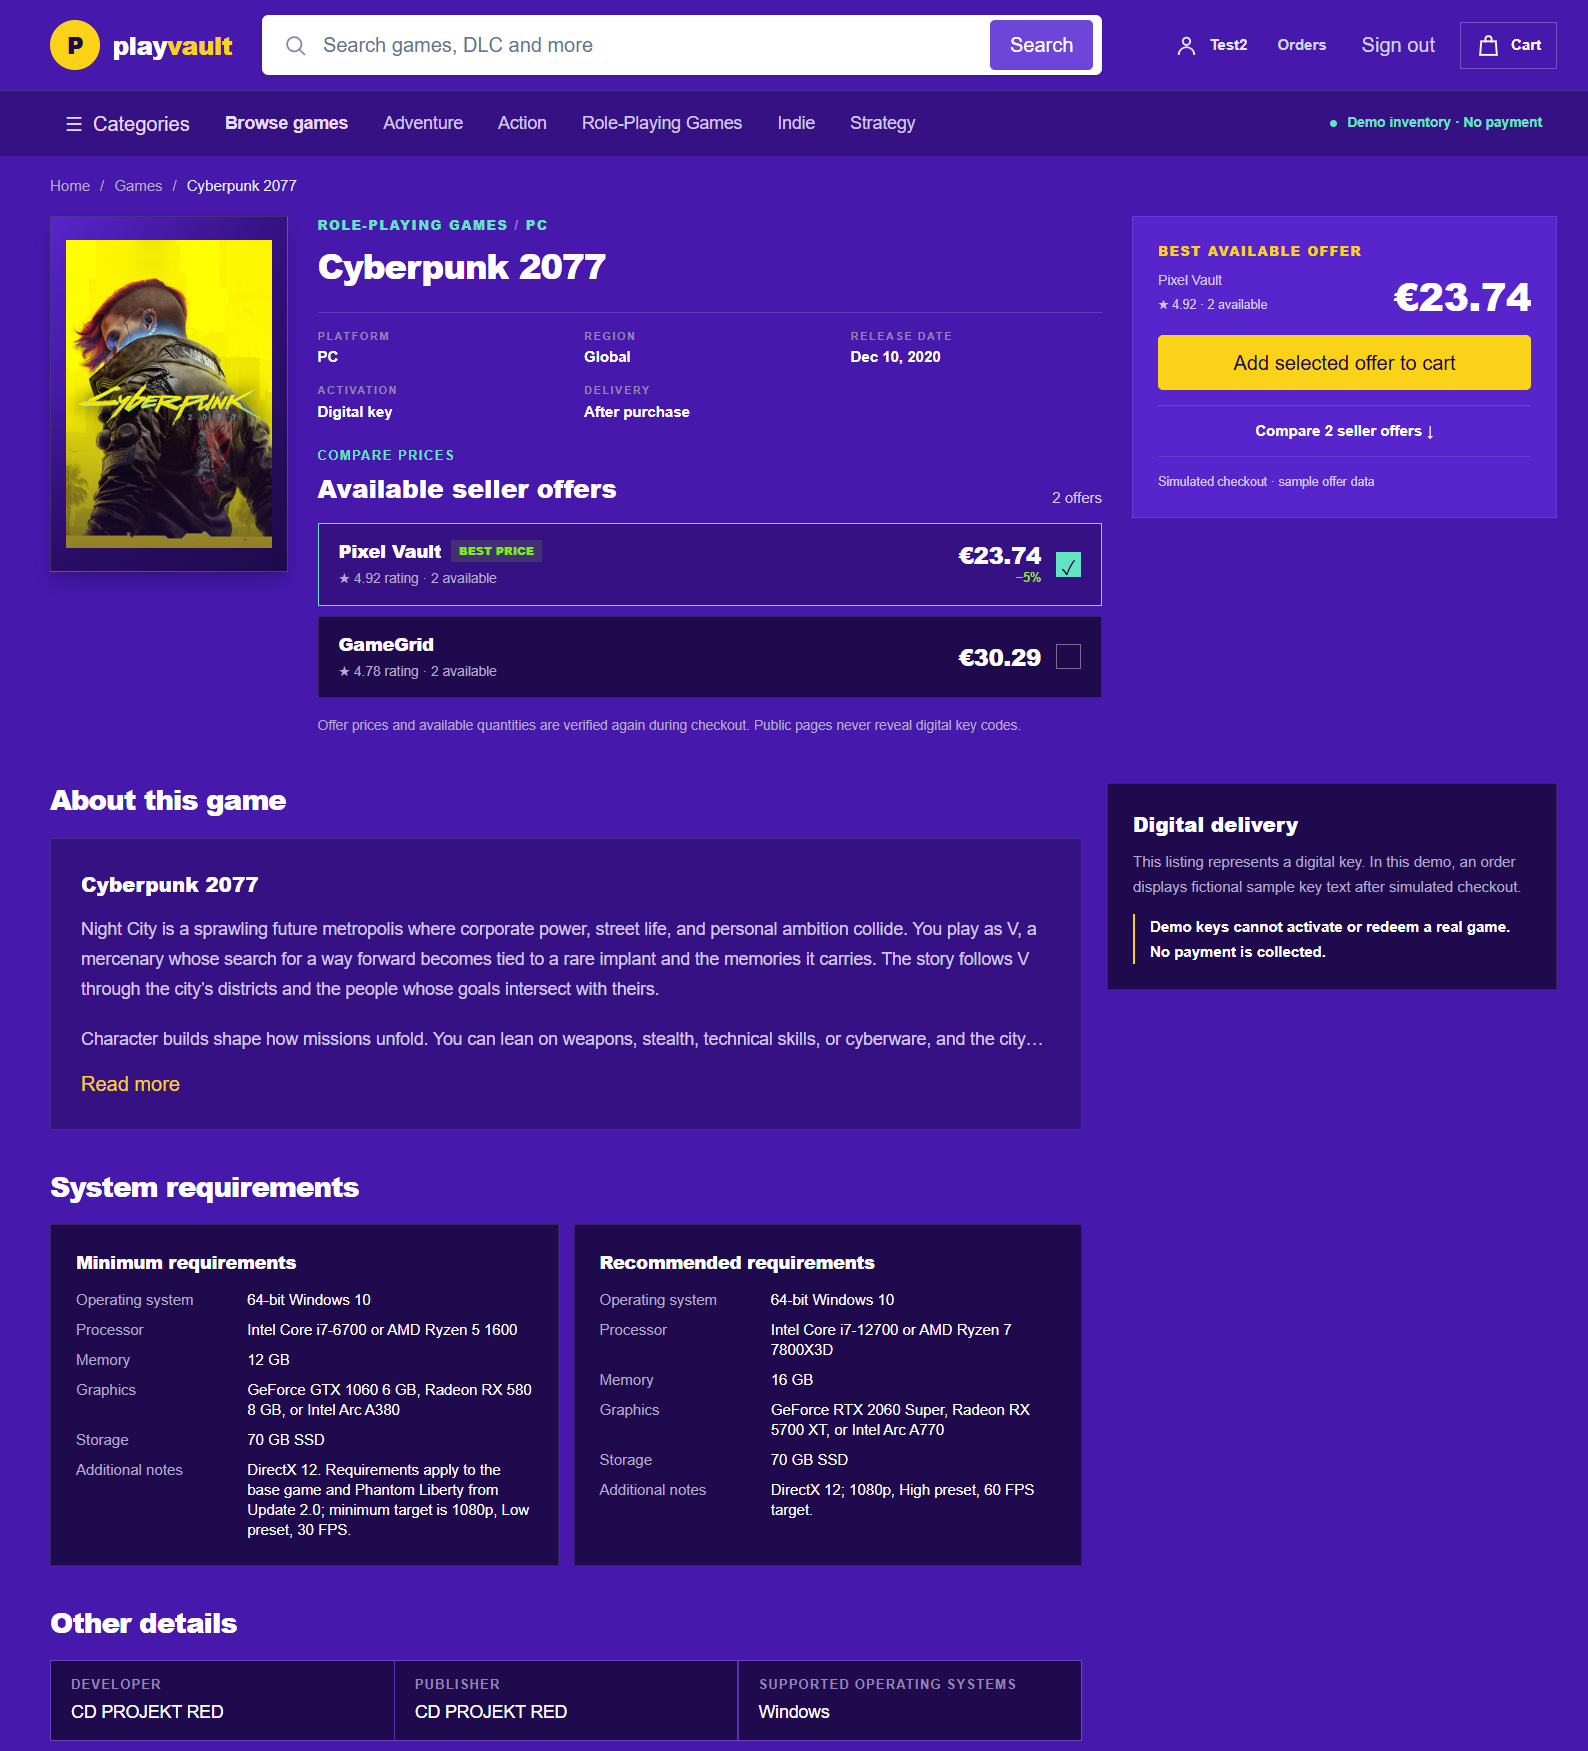 P playvault
Search games, DLC and more
Search
Test2
Orders
Sign out
Cart
☰ Categories
Browse games
Adventure
Action
Role-Playing Games
Indie
Strategy
● Demo inventory · No payment
Home / Games / Cyberpunk 2077
CYBERPUNK
2077
ROLE-PLAYING GAMES / PC
Cyberpunk 2077
PLATFORM
PC
REGION
Global
RELEASE DATE
Dec 10, 2020
ACTIVATION
Digital key
DELIVERY
After purchase
COMPARE PRICES
Available seller offers
2 offers
Pixel Vault BEST PRICE
★ 4.92 rating · 2 available
€23.74
−5%
✓
GameGrid
★ 4.78 rating · 2 available
€30.29
Offer prices and available quantities are verified again during checkout. Public pages never reveal digital key codes.
BEST AVAILABLE OFFER
Pixel Vault
★ 4.92 · 2 available
€23.74
Add selected offer to cart
Compare 2 seller offers ↓
Simulated checkout · sample offer data
About this game
Cyberpunk 2077
Night City is a sprawling future metropolis where corporate power, street life, and personal ambition collide. You play as V, a
mercenary whose search for a way forward becomes tied to a rare implant and the memories it carries. The story follows V
through the city’s districts and the people whose goals intersect with theirs.
Character builds shape how missions unfold. You can lean on weapons, stealth, technical skills, or cyberware, and the city…
Read more
Digital delivery
This listing represents a digital key. In this demo, an order
displays fictional sample key text after simulated checkout.
Demo keys cannot activate or redeem a real game.
No payment is collected.
System requirements
Minimum requirements
Operating system 64-bit Windows 10
Processor Intel Core i7-6700 or AMD Ryzen 5 1600
Memory 12 GB
Graphics GeForce GTX 1060 6 GB, Radeon RX 580
8 GB, or Intel Arc A380
Storage 70 GB SSD
Additional notes DirectX 12. Requirements apply to the
base game and Phantom Liberty from
Update 2.0; minimum target is 1080p, Low
preset, 30 FPS.
Recommended requirements
Operating system 64-bit Windows 10
Processor Intel Core i7-12700 or AMD Ryzen 7
7800X3D
Memory 16 GB
Graphics GeForce RTX 2060 Super, Radeon RX
5700 XT, or Intel Arc A770
Storage 70 GB SSD
Additional notes DirectX 12; 1080p, High preset, 60 FPS
target.
Other details
DEVELOPER
CD PROJEKT RED
PUBLISHER
CD PROJEKT RED
SUPPORTED OPERATING SYSTEMS
Windows